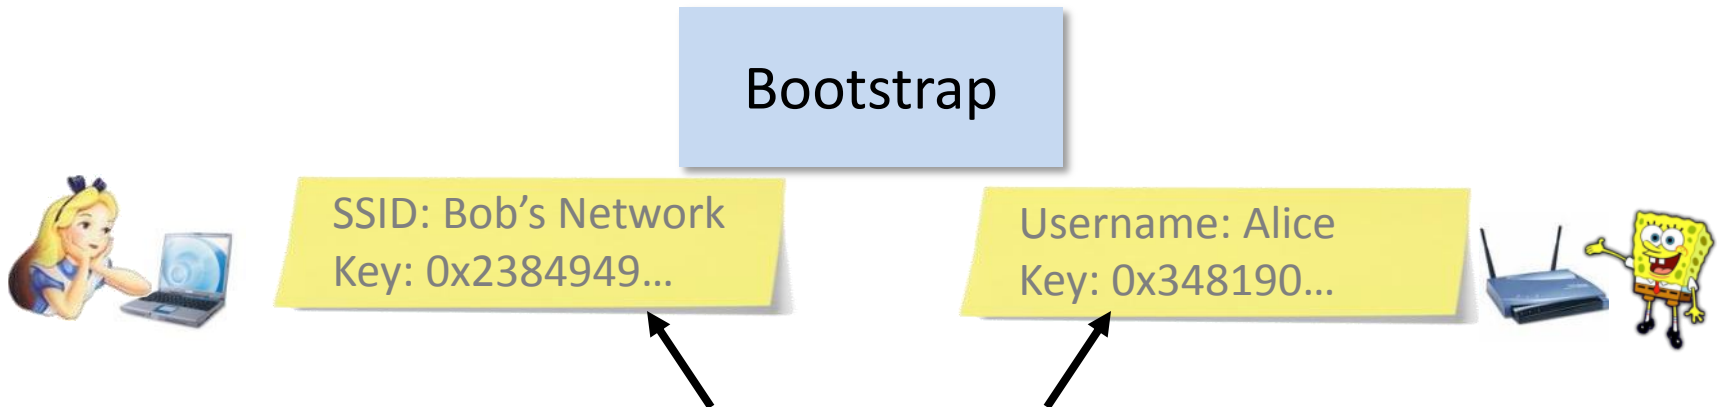 Bootstrap
SSID: Bob’s Network
Key: 0x2384949…
Username: Alice
Key: 0x348190…